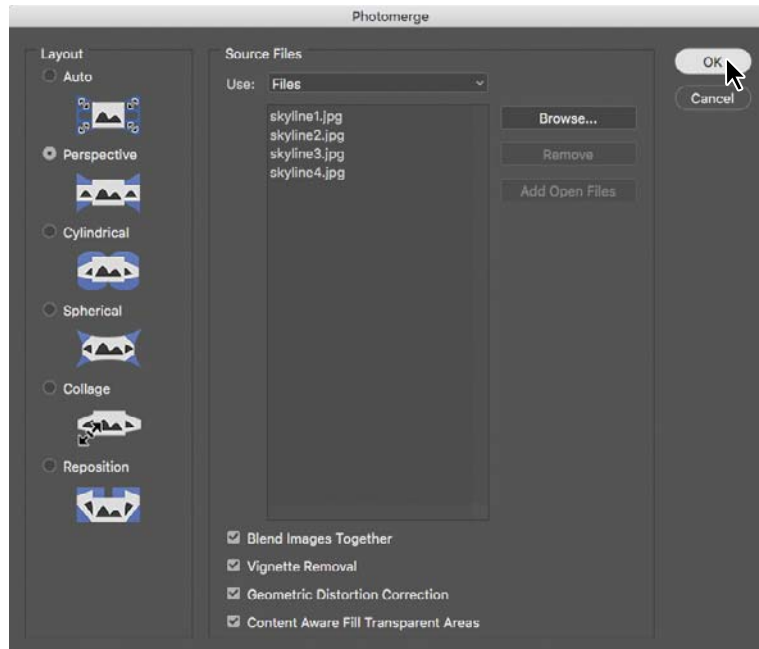 Photomerge
Layout
Auto
Perspective
Cylindrical
Spherical
Collage
Reposition
Source Files
Use: Files
skyline1.jpg
skyline2.jpg
skyline3.jpg
skyline4.jpg
Browse...
Remove
Add Open Files
Blend Images Together
Vignette Removal
Geometric Distortion Correction
Content Aware Fill Transparent Areas
OK
Cancel